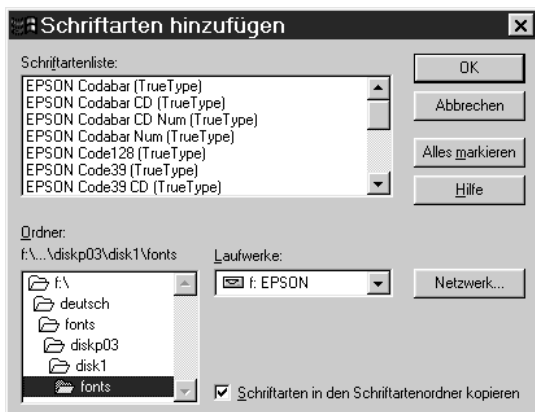 Schriftarten hinzufügen
Schriftartenliste:
EPSON Codabar (TrueType)
EPSON Codabar CD (TrueType)
EPSON Codabar CD Num (TrueType)
EPSON Codabar Num (TrueType)
EPSON Code128 (TrueType)
EPSON Code39 (TrueType)
EPSON Code39 CD (TrueType)
OK
Abbrechen
Alles markieren
Hilfe
Ordner:
f:\...\diskp03\disk1\fonts
f:\
deutsch
fonts
diskp03
disk1
fonts
Laufwerke:
f: EPSON
Netzwerk...
Schriftarten in den Schriftartenordner kopieren